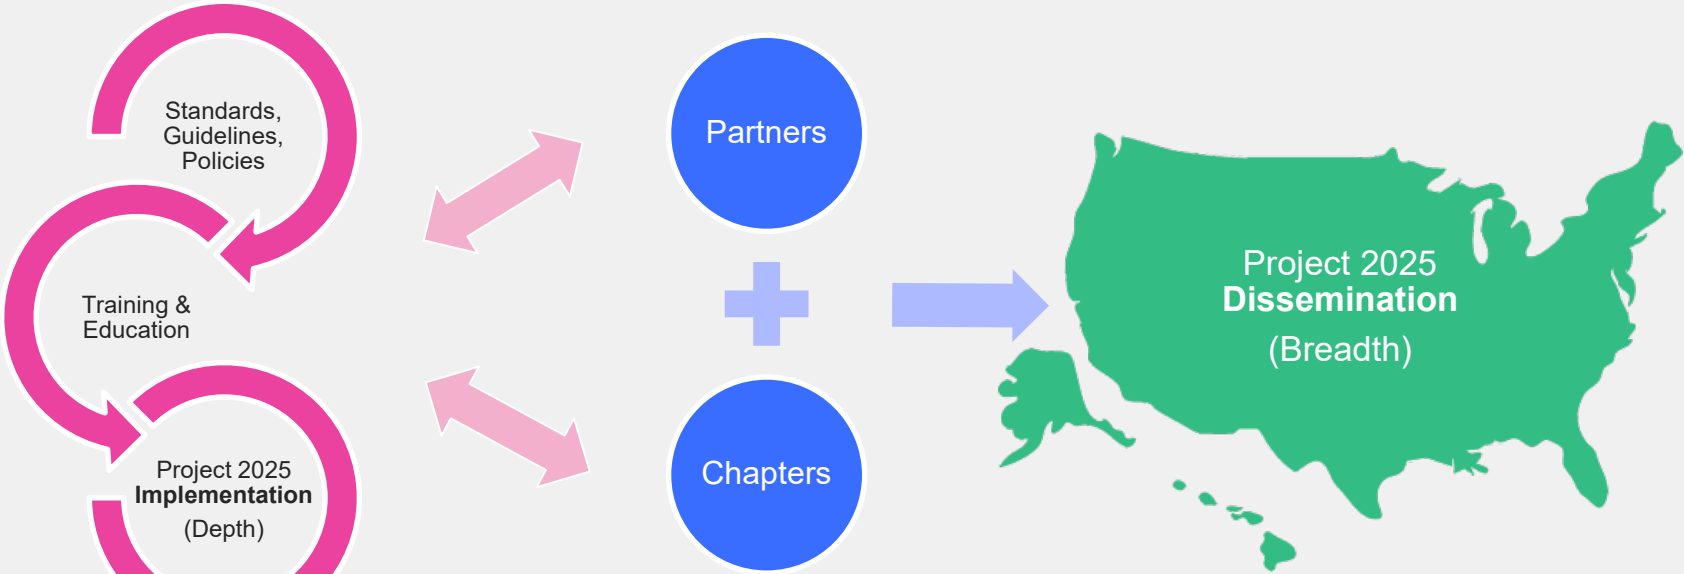 Standards,
Guidelines,
Policies
Training &
Education
Project 2025
Implementation
(Depth)
Partners
Chapters
Project 2025
Dissemination
(Breadth)